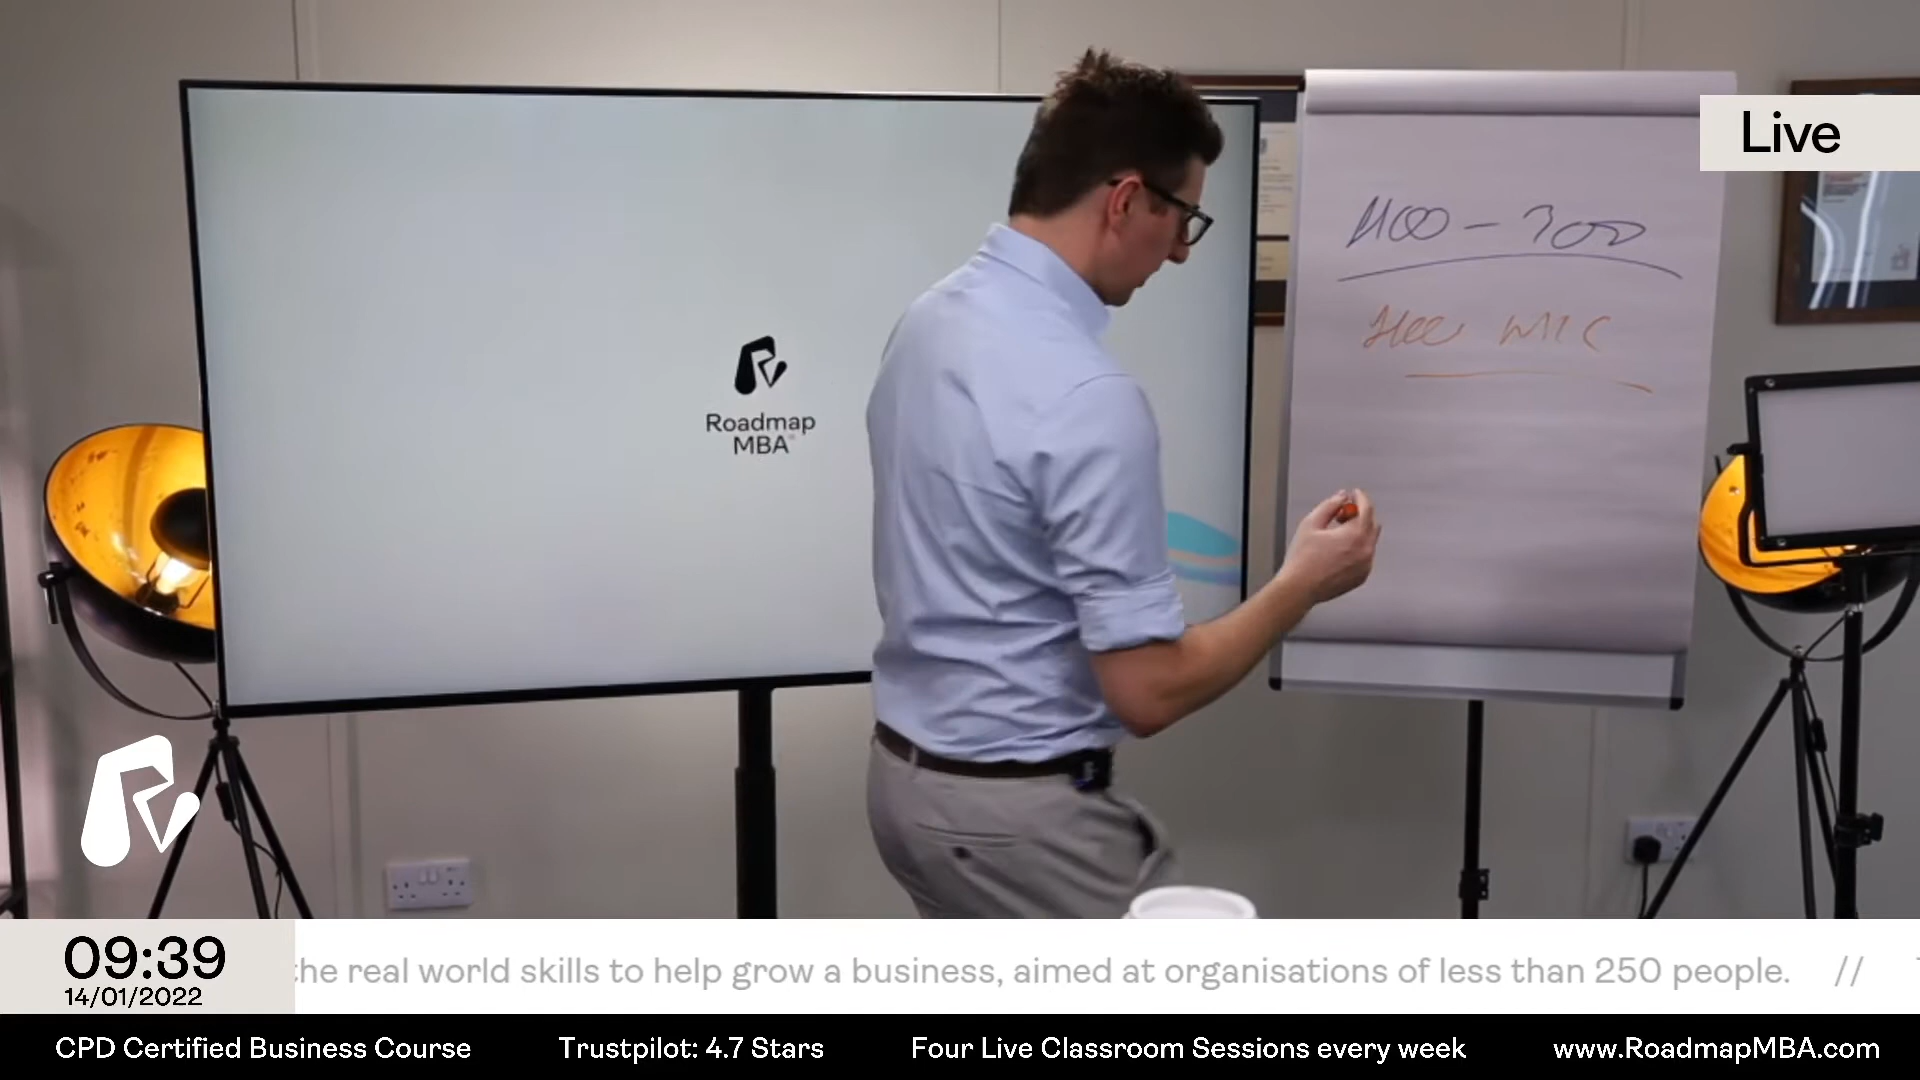 Live
Roadmap
MBA
09:39
14/01/2022
the real world skills to help grow a business, aimed at organisations of less than 250 people. //
CPD Certified Business Course Trustpilot: 4.7 Stars Four Live Classroom Sessions every week www.RoadmapMBA.com